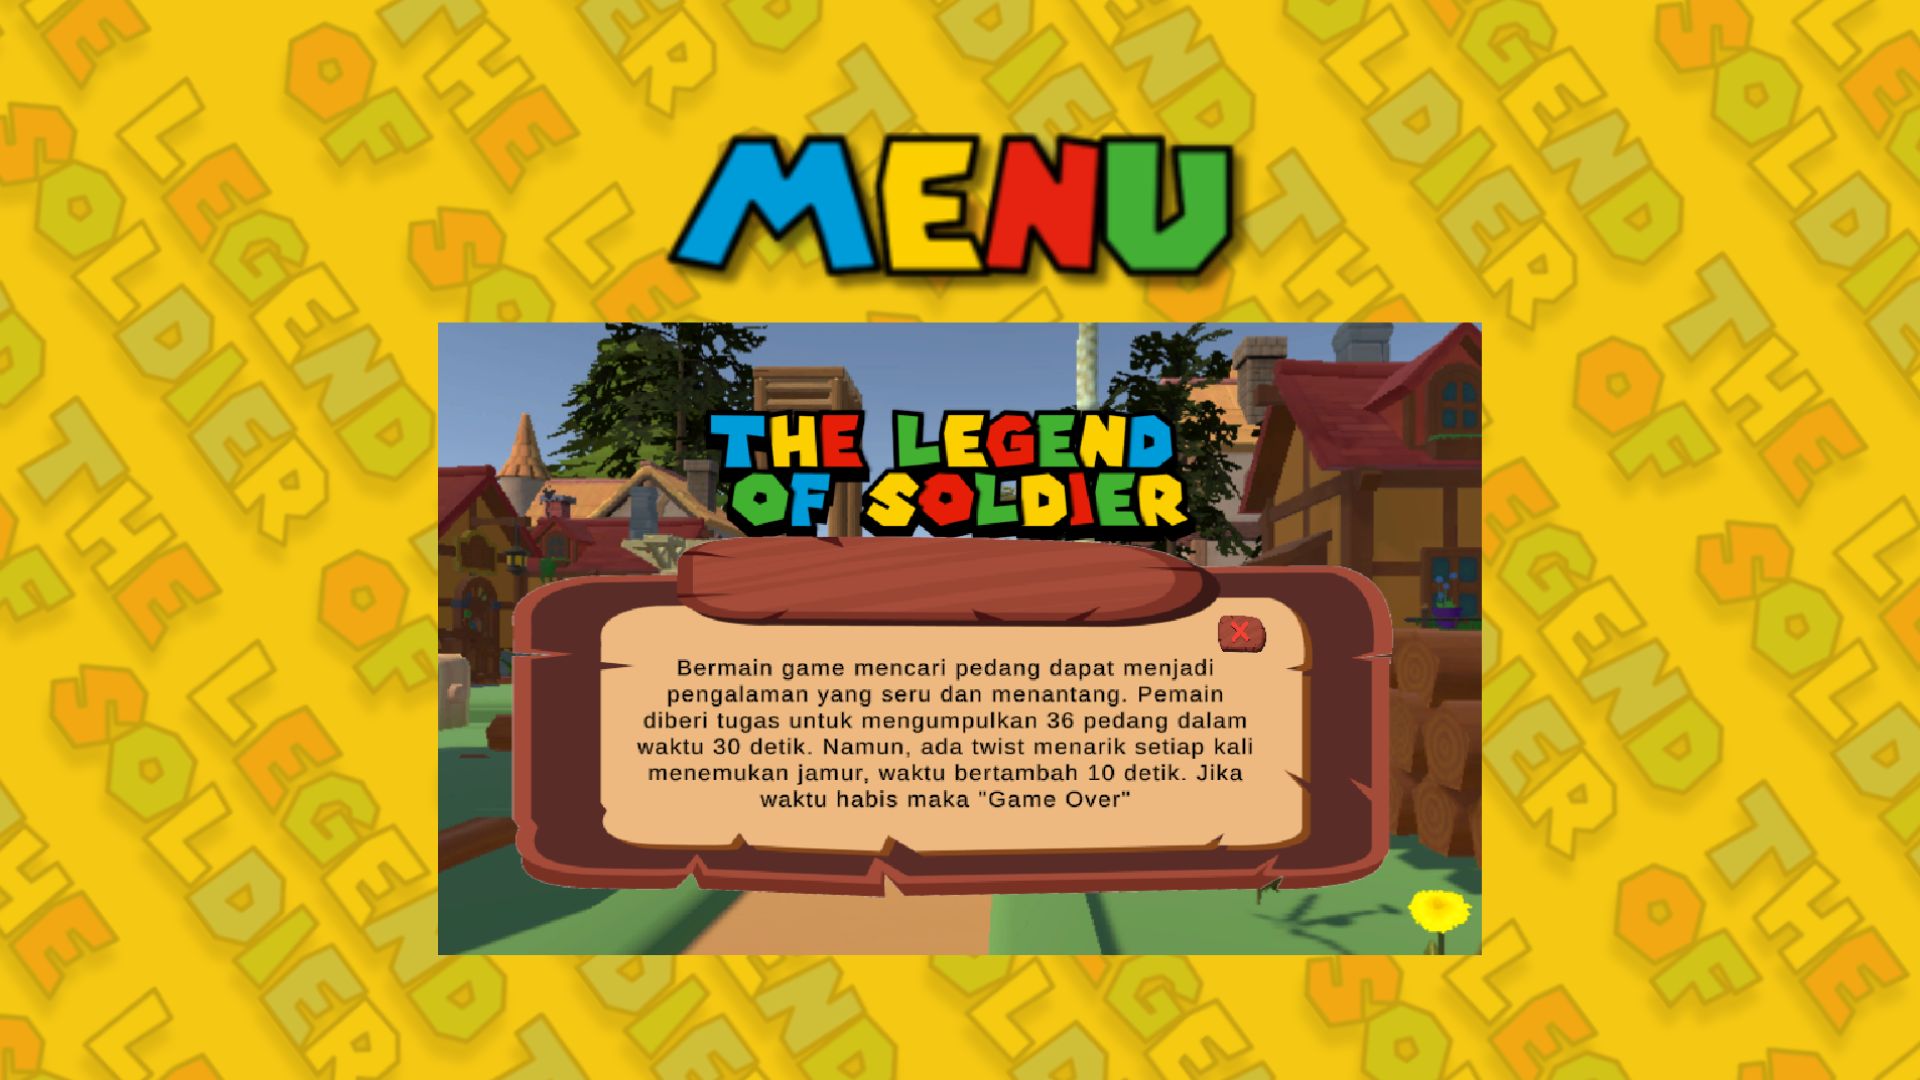 MENU
THE LEGEND
OF SOLDIER
Bermain game mencari pedang dapat menjadi
pengalaman yang seru dan menantang. Pemain
diberi tugas untuk mengumpulkan 36 pedang dalam
waktu 30 detik. Namun, ada twist menarik setiap kali
menemukan jamur, waktu bertambah 10 detik. Jika
waktu habis maka "Game Over"